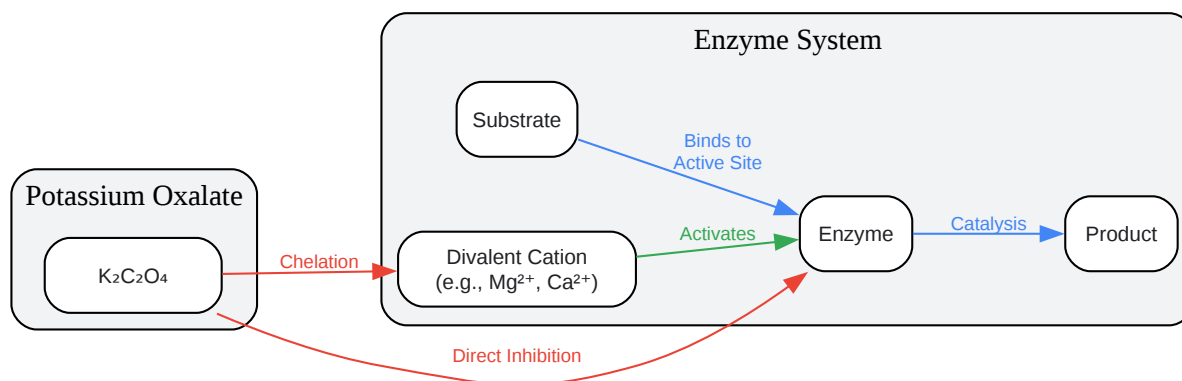 Enzyme System
Substrate
Binds to
Active Site
Potassium Oxalate
K₂C₂O₄
Chelation
Divalent Cation
(e.g., Mg²⁺, Ca²⁺)
Activates
Enzyme
Catalysis
Product
Direct Inhibition